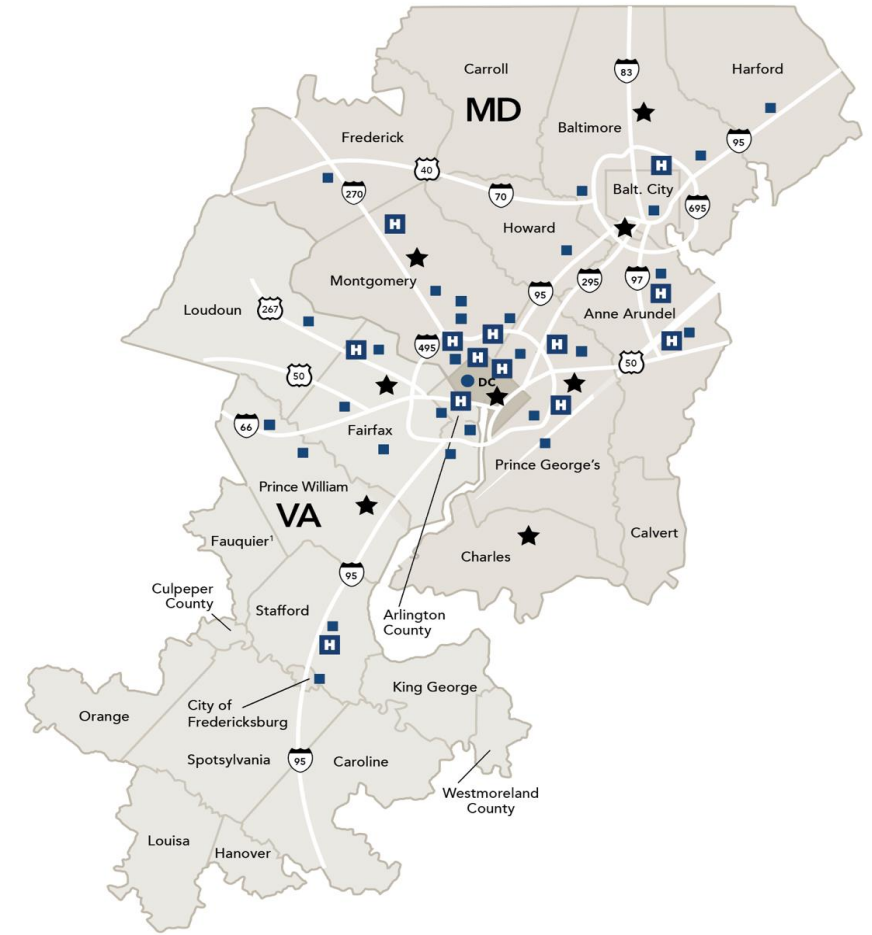 Carroll
83
Harford
MD
Baltimore
Frederick
95
H
40
Balt. City
270
70
695
H
Howard
Montgomery
95
295
97
H
Loudoun
267
Anne Arundel
495
H
H
H
H
H
H
H
50
50
DC
H
H
H
66
Fairfax
Prince George's
Prince William
VA
Fauquier¹
Calvert
Charles
95
Culpeper
County
Stafford
Arlington
County
H
King George
City of
Fredericksburg
Orange
Spotsylvania
95
Caroline
Westmoreland
County
Louisa
Hanover